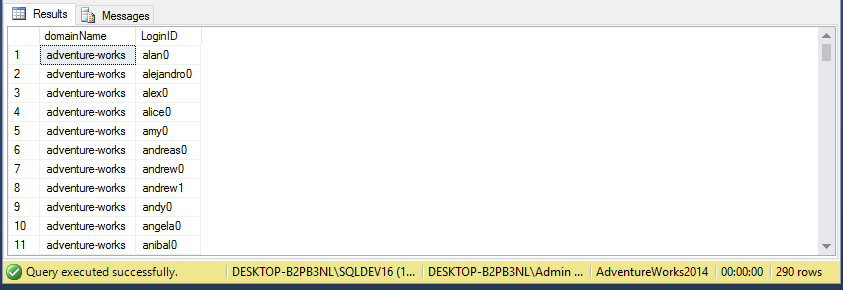 Results Messages
domainName LoginID
1 adventure-works alan0
2 adventure-works alejandro0
3 adventure-works alex0
4 adventure-works alice0
5 adventure-works amy0
6 adventure-works andreas0
7 adventure-works andrew0
8 adventure-works andrew1
9 adventure-works andy0
10 adventure-works angela0
11 adventure-works anibal0
Query executed successfully. DESKTOP-B2PB3NL\SQLDEV16 (1... DESKTOP-B2PB3NL\Admin ... AdventureWorks2014 00:00:00 290 rows